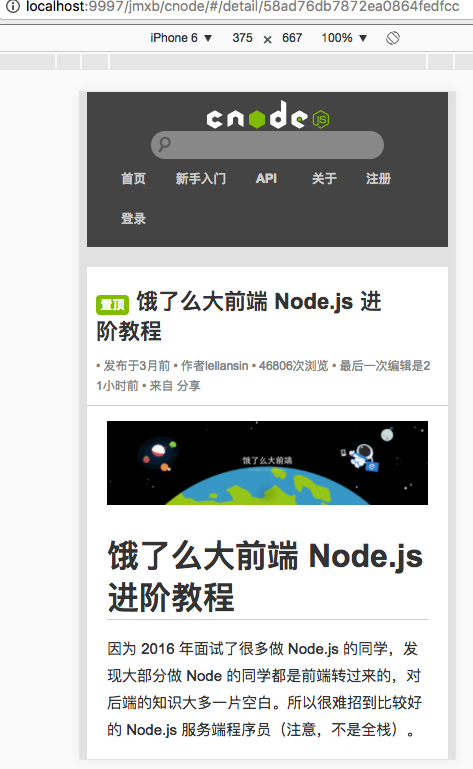 localhost:9997/jmxb/cnode/#/detail/58ad76db7872ea0864fedfcc
iPhone 6 ▼ 375 × 667 100% ▼
cnode JS
首页 新手入门 API 关于 注册
登录
置顶 饿了么大前端 Node.js 进
阶教程
• 发布于3月前 • 作者lellansin • 46806次浏览 • 最后一次编辑是2
1小时前 • 来自 分享
饿了么大前端
饿了么大前端 Node.js
进阶教程
因为 2016 年面试了很多做 Node.js 的同学，发
现大部分做 Node 的同学都是前端转过来的，对
后端的知识大多一片空白。所以很难招到比较好
的 Node.js 服务端程序员（注意，不是全栈）。